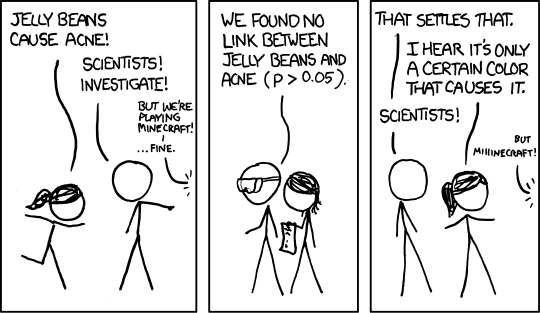 JELLY BEANS
CAUSE ACNE!
SCIENTISTS!
INVESTIGATE!
BUT WE'RE
PLAYING
MINECRAFT!
...FINE.
WE FOUND NO
LINK BETWEEN
JELLY BEANS AND
ACNE (P > 0.05).
THAT SETTLES THAT.
I HEAR IT'S ONLY
A CERTAIN COLOR
THAT CAUSES IT.
SCIENTISTS!
BUT
MIIIINECRAFT!